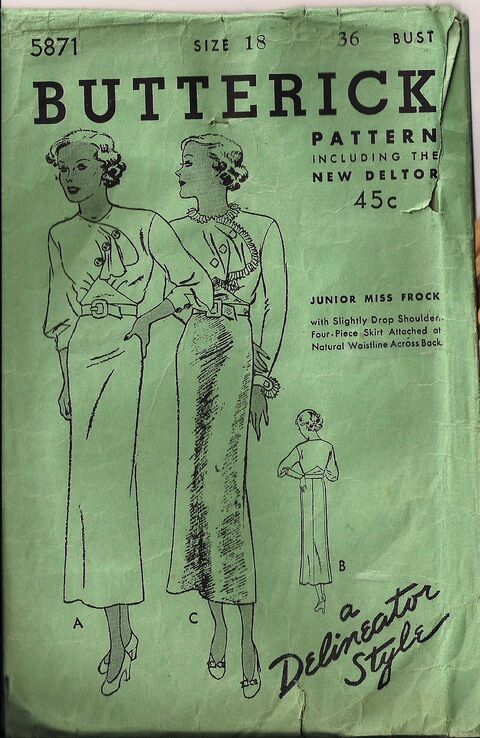 5871 SIZE 18 36 BUST
BUTTERICK
PATTERN
INCLUDING THE
NEW DELTOR
45c
JUNIOR MISS FROCK
with Slightly Drop Shoulder..
Four-Piece Skirt Attached at
Natural Waistline Across Back.
A
C
B
a
Delineator
Style